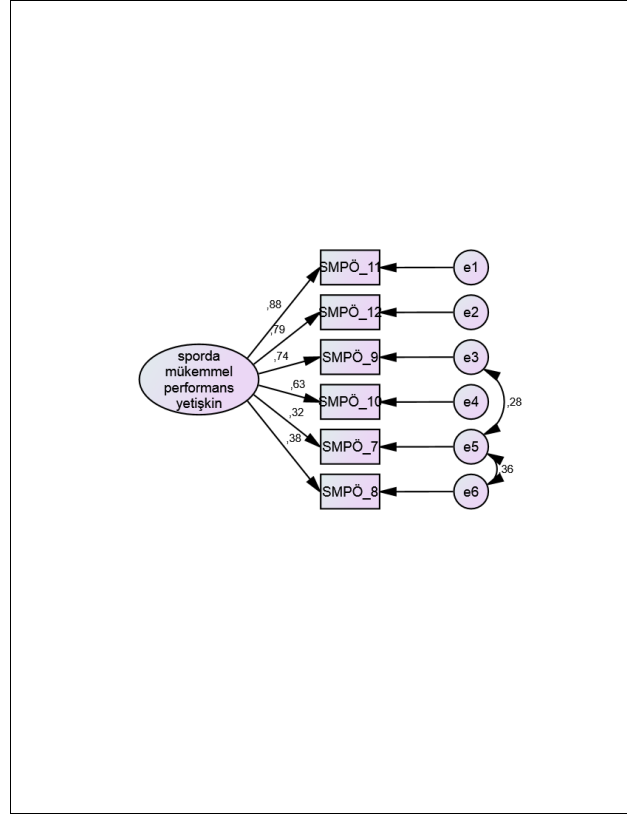 SMPÖ_11
e1
,88
SMPÖ_12
e2
,79
sporda
mükemmel
performans
yetişkin
,74
SMPÖ_9
e3
,63
SMPÖ_10
e4
,28
,32
SMPÖ_7
e5
,38
,36
SMPÖ_8
e6